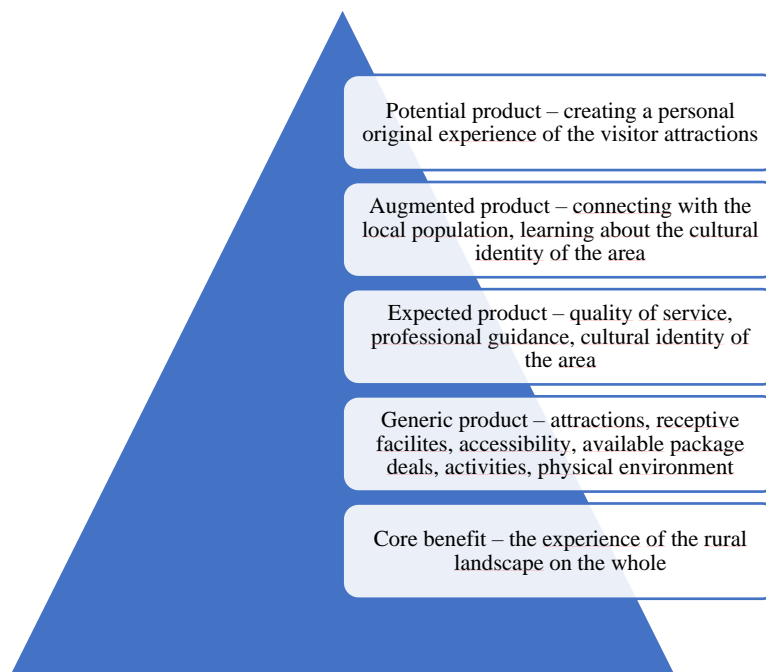 Potential product – creating a personal
original experience of the visitor attractions
Augmented product – connecting with the
local population, learning about the cultural
identity of the area
Expected product – quality of service,
professional guidance, cultural identity of
the area
Generic product – attractions, receptive
facilites, accessibility, available package
deals, activities, physical environment
Core benefit – the experience of the rural
landscape on the whole